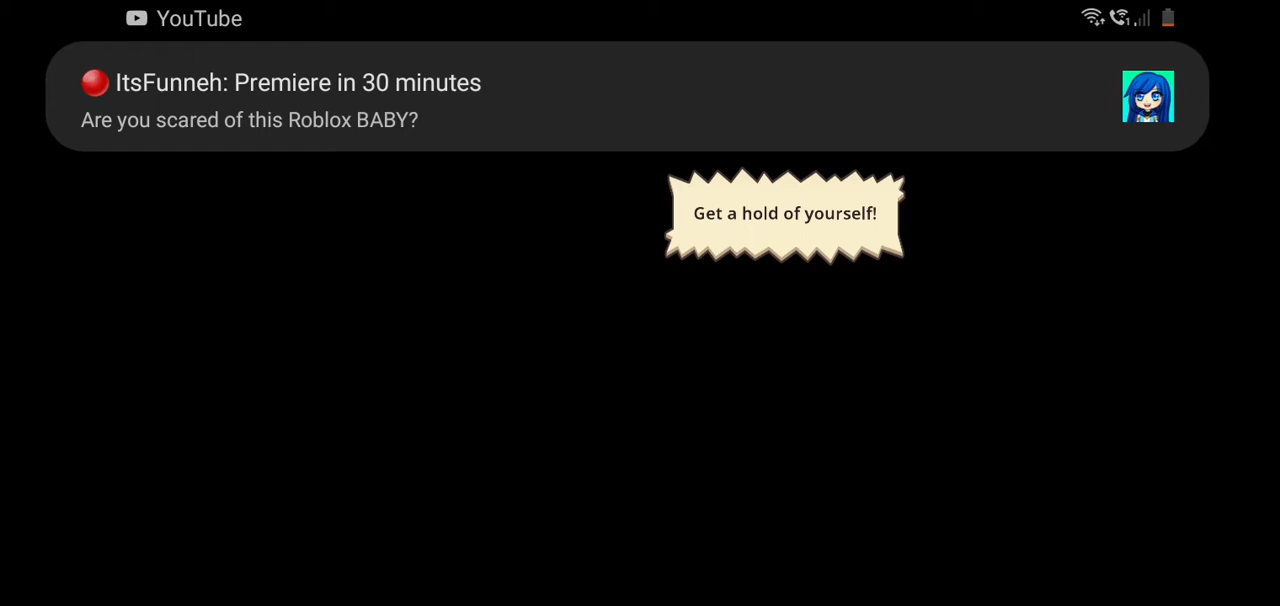 YouTube
🔴 ItsFunneh: Premiere in 30 minutes
Are you scared of this Roblox BABY?
Get a hold of yourself!